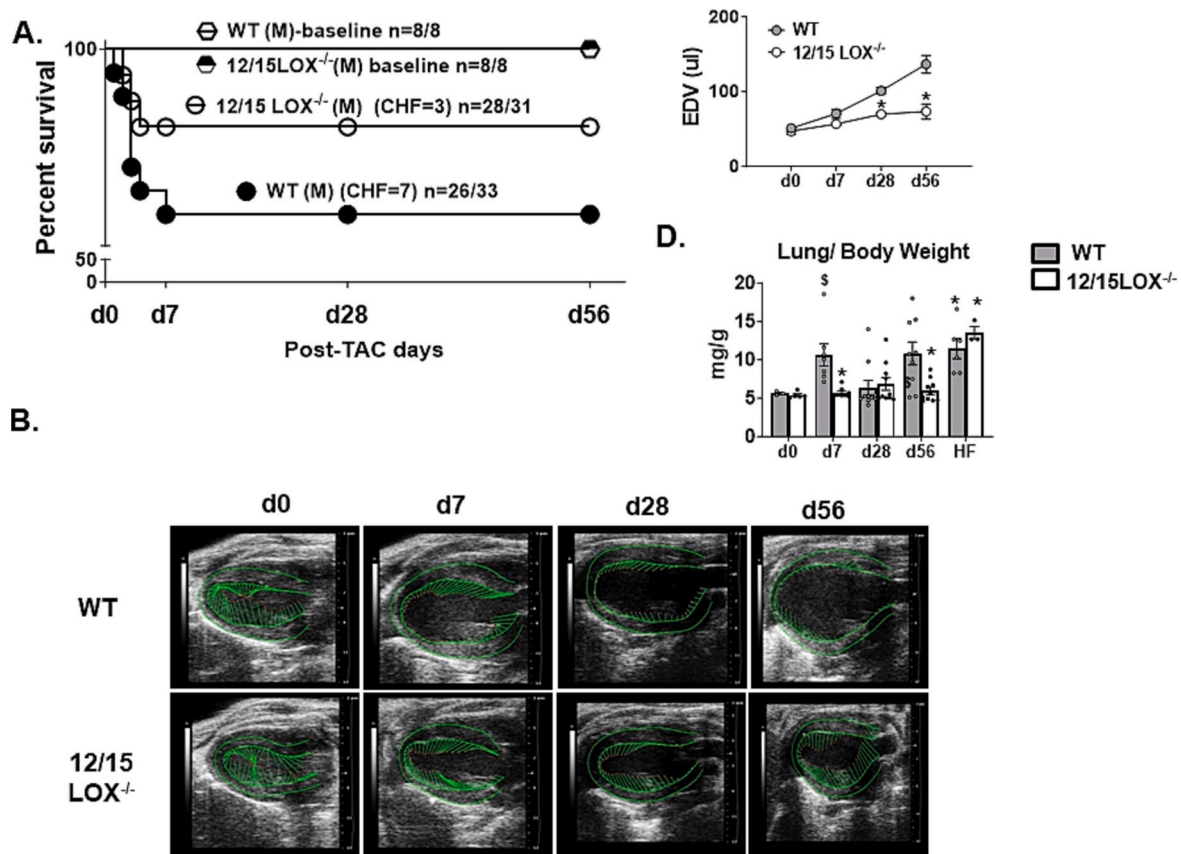 A.
100
50
0
Percent survival
WT (M)-baseline n=8/8
12/15LOX-/-(M) baseline n=8/8
12/15 LOX-/- (M) (CHF=3) n=28/31
WT (M) (CHF=7) n=26/33
d0 d7 d28 d56
Post-TAC days
200
100
0
EDV (ul)
WT
12/15 LOX-/-
* *
d0 d7 d28 d56
D.
Lung/ Body Weight
WT
12/15LOX-/-
20
15
10
5
0
mg/g
$ * $ * * *
d0 d7 d28 d56 HF
B.
d0 d7 d28 d56
WT
12/15
LOX-/-